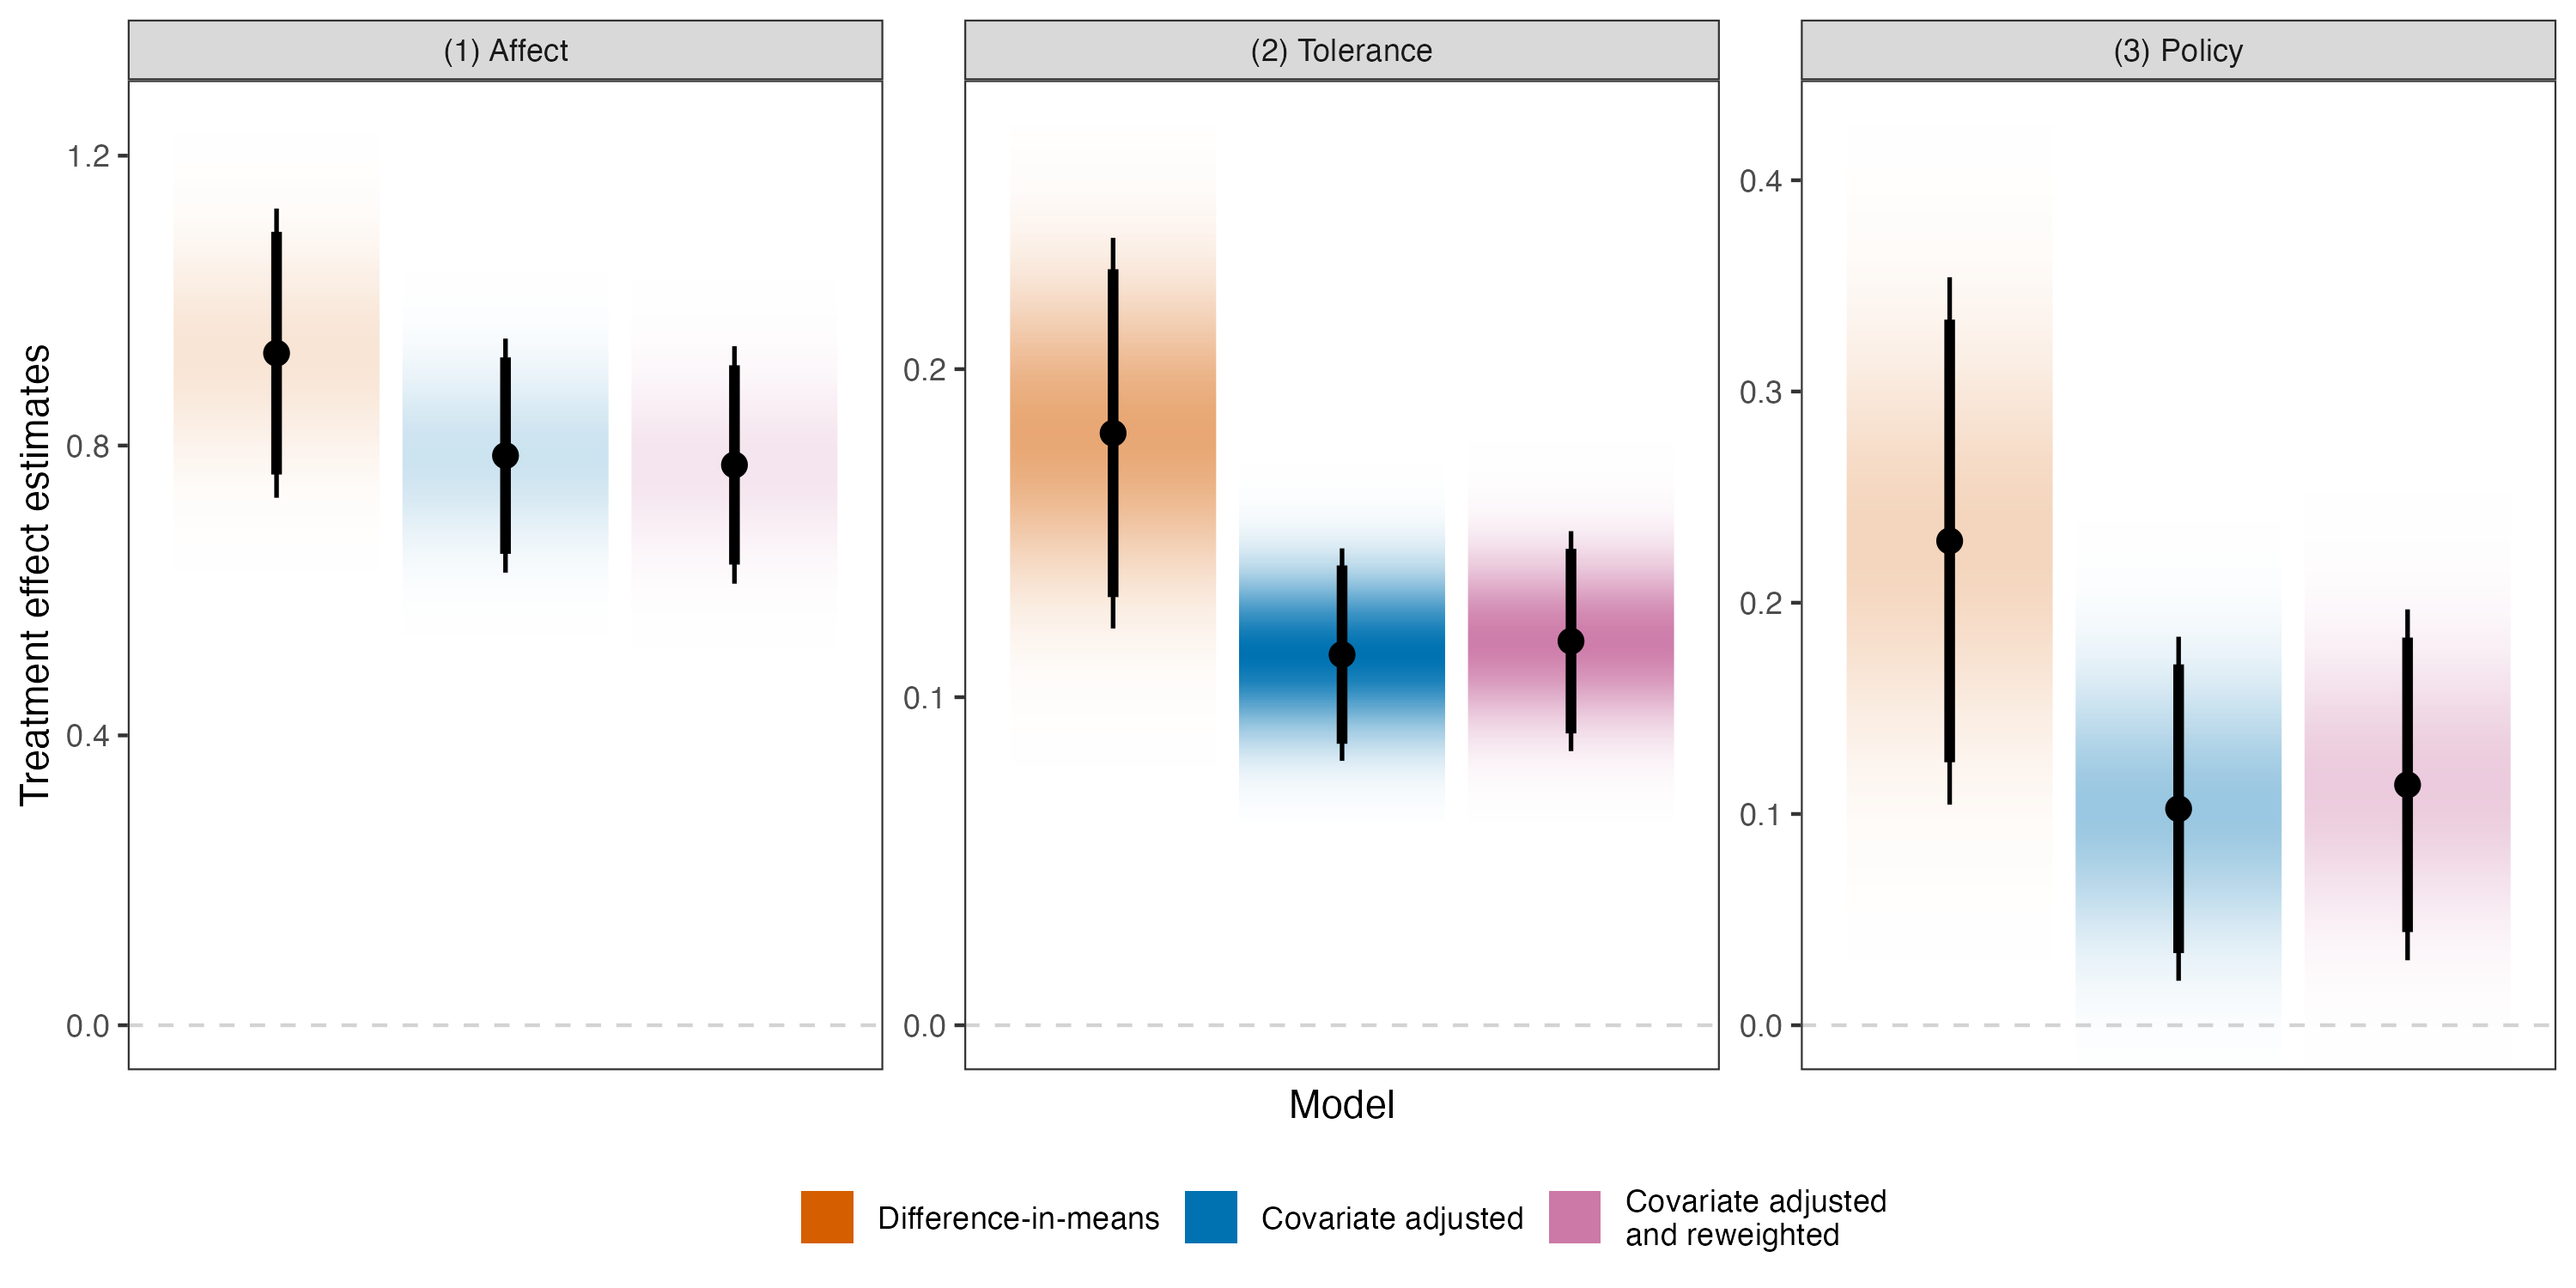 (1) Affect
(2) Tolerance
(3) Policy
Treatment effect estimates
1.2
0.8
0.4
0.0
0.2
0.1
0.0
0.4
0.3
0.2
0.1
0.0
Model
Difference-in-means
Covariate adjusted
Covariate adjusted
and reweighted